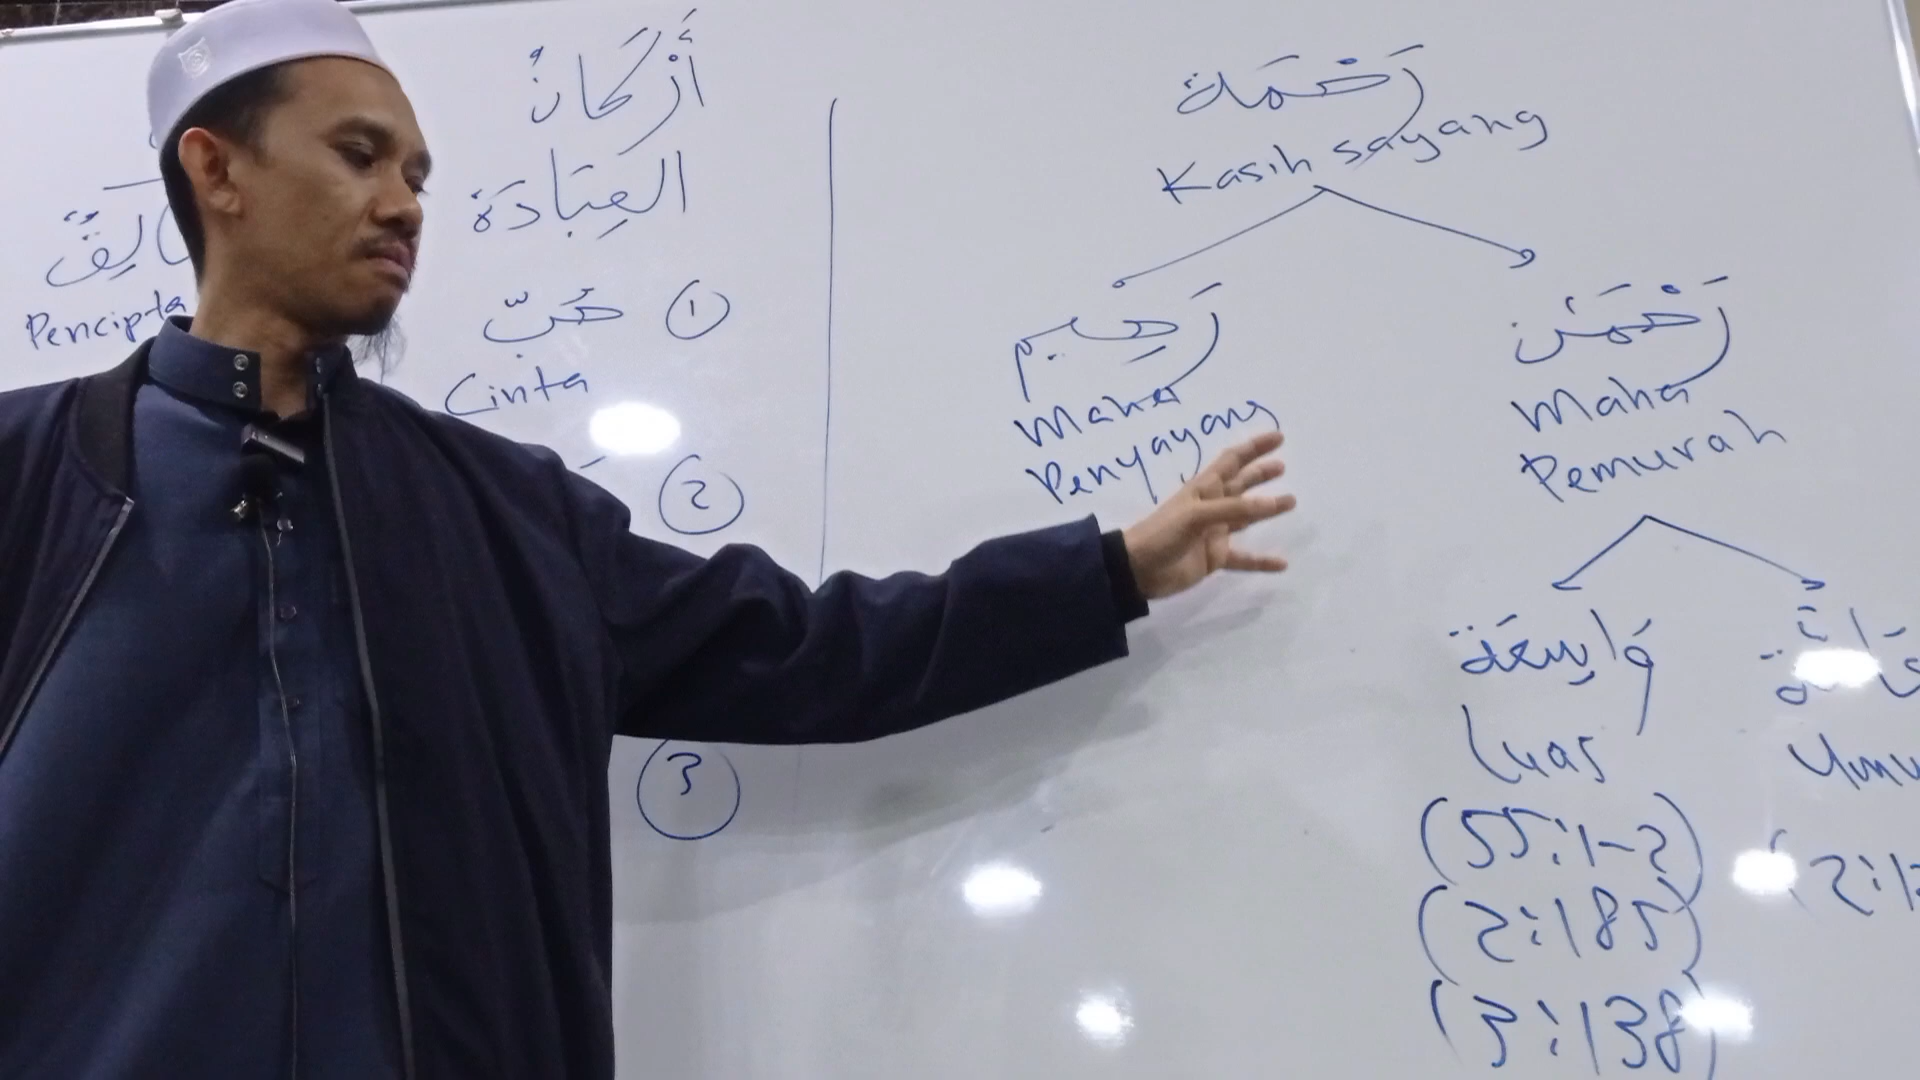 أَرْكَانُ
العِبَادَة
① حُبّ
Cinta
②
③
Pencipta
رَحْمَة
Kasih sayang
رَحْمَن
Maha
Pemurah
رَحِيم
Maha
Penyayang
وَاسِعَة
Luas
(55:1-2)
(2:185)
(3:138)